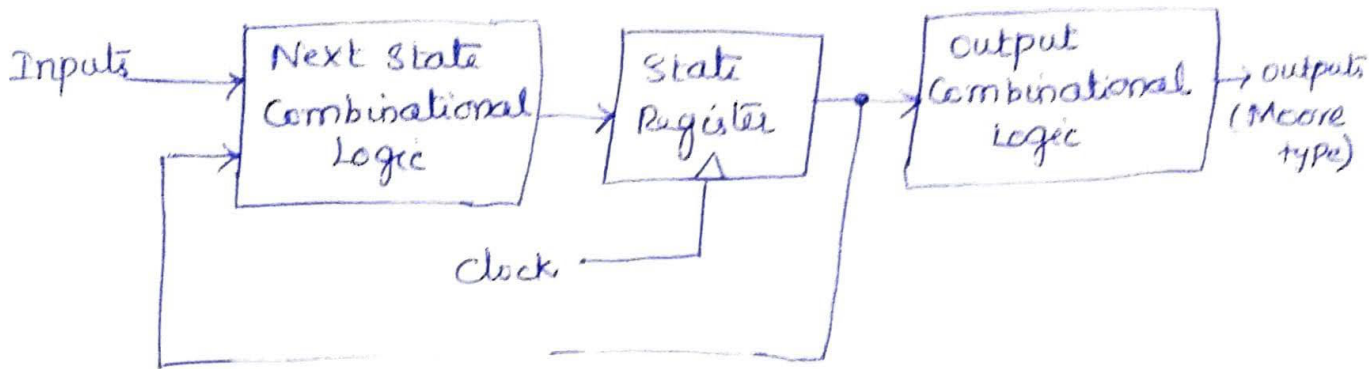 Inputs
Next State
Combinational
Logic
State
Register
Output
Combinational
Logic
outputs
(Moore
type)
Clock